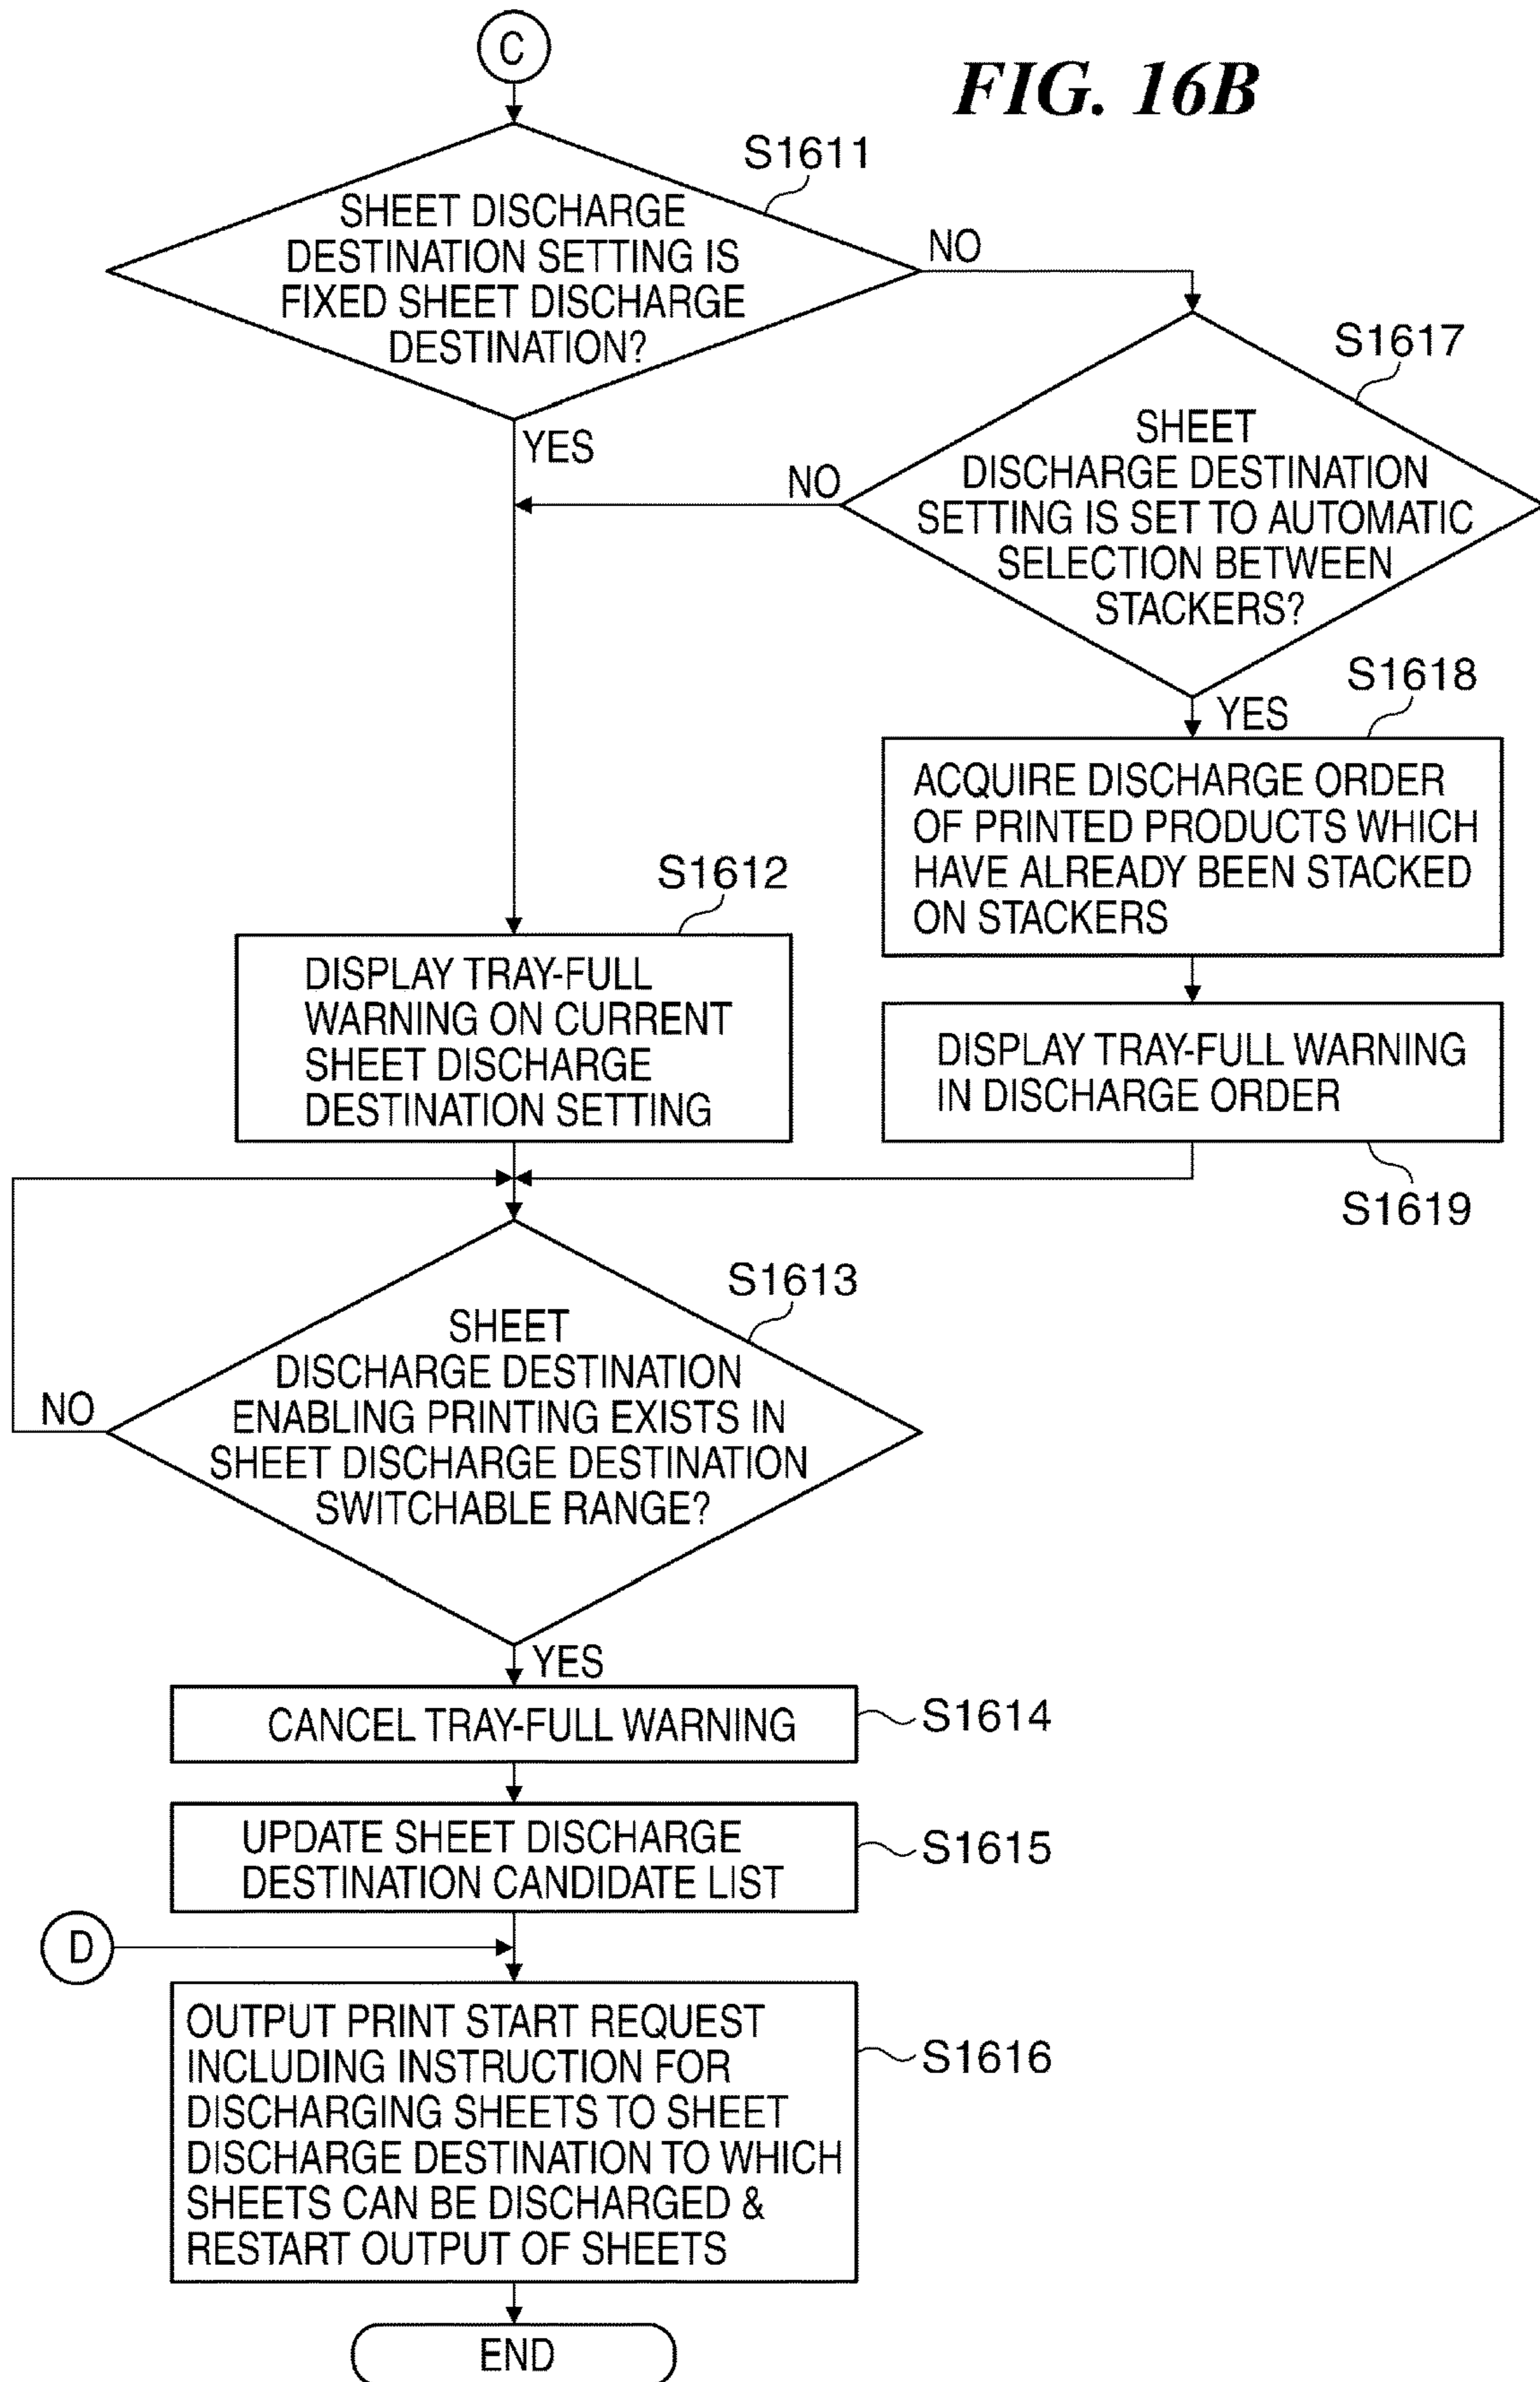 C
FIG. 16B
S1611
SHEET DISCHARGE
DESTINATION SETTING IS
FIXED SHEET DISCHARGE
DESTINATION?
NO
YES
S1617
SHEET
DISCHARGE DESTINATION
SETTING IS SET TO AUTOMATIC
SELECTION BETWEEN
STACKERS?
NO
YES
S1618
ACQUIRE DISCHARGE ORDER
OF PRINTED PRODUCTS WHICH
HAVE ALREADY BEEN STACKED
ON STACKERS
S1612
DISPLAY TRAY-FULL
WARNING ON CURRENT
SHEET DISCHARGE
DESTINATION SETTING
DISPLAY TRAY-FULL WARNING
IN DISCHARGE ORDER
S1619
S1613
SHEET
DISCHARGE DESTINATION
ENABLING PRINTING EXISTS IN
SHEET DISCHARGE DESTINATION
SWITCHABLE RANGE?
NO
YES
CANCEL TRAY-FULL WARNING
S1614
UPDATE SHEET DISCHARGE
DESTINATION CANDIDATE LIST
S1615
D
OUTPUT PRINT START REQUEST
INCLUDING INSTRUCTION FOR
DISCHARGING SHEETS TO SHEET
DISCHARGE DESTINATION TO WHICH
SHEETS CAN BE DISCHARGED &
RESTART OUTPUT OF SHEETS
S1616
END